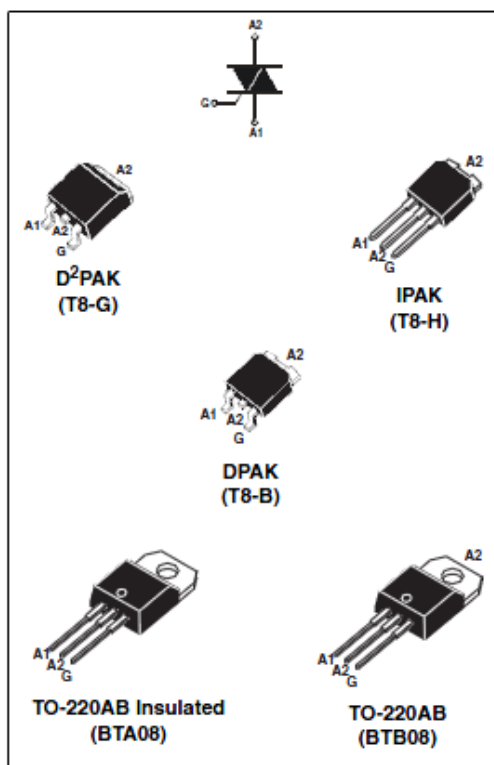 A2
G
A1
A2
A1
A2
G
D²PAK
(T8-G)
A2
A1
A2
G
IPAK
(T8-H)
A2
A1
A2
G
DPAK
(T8-B)
A1
A2
G
TO-220AB Insulated
(BTA08)
A2
A1
A2
G
TO-220AB
(BTB08)